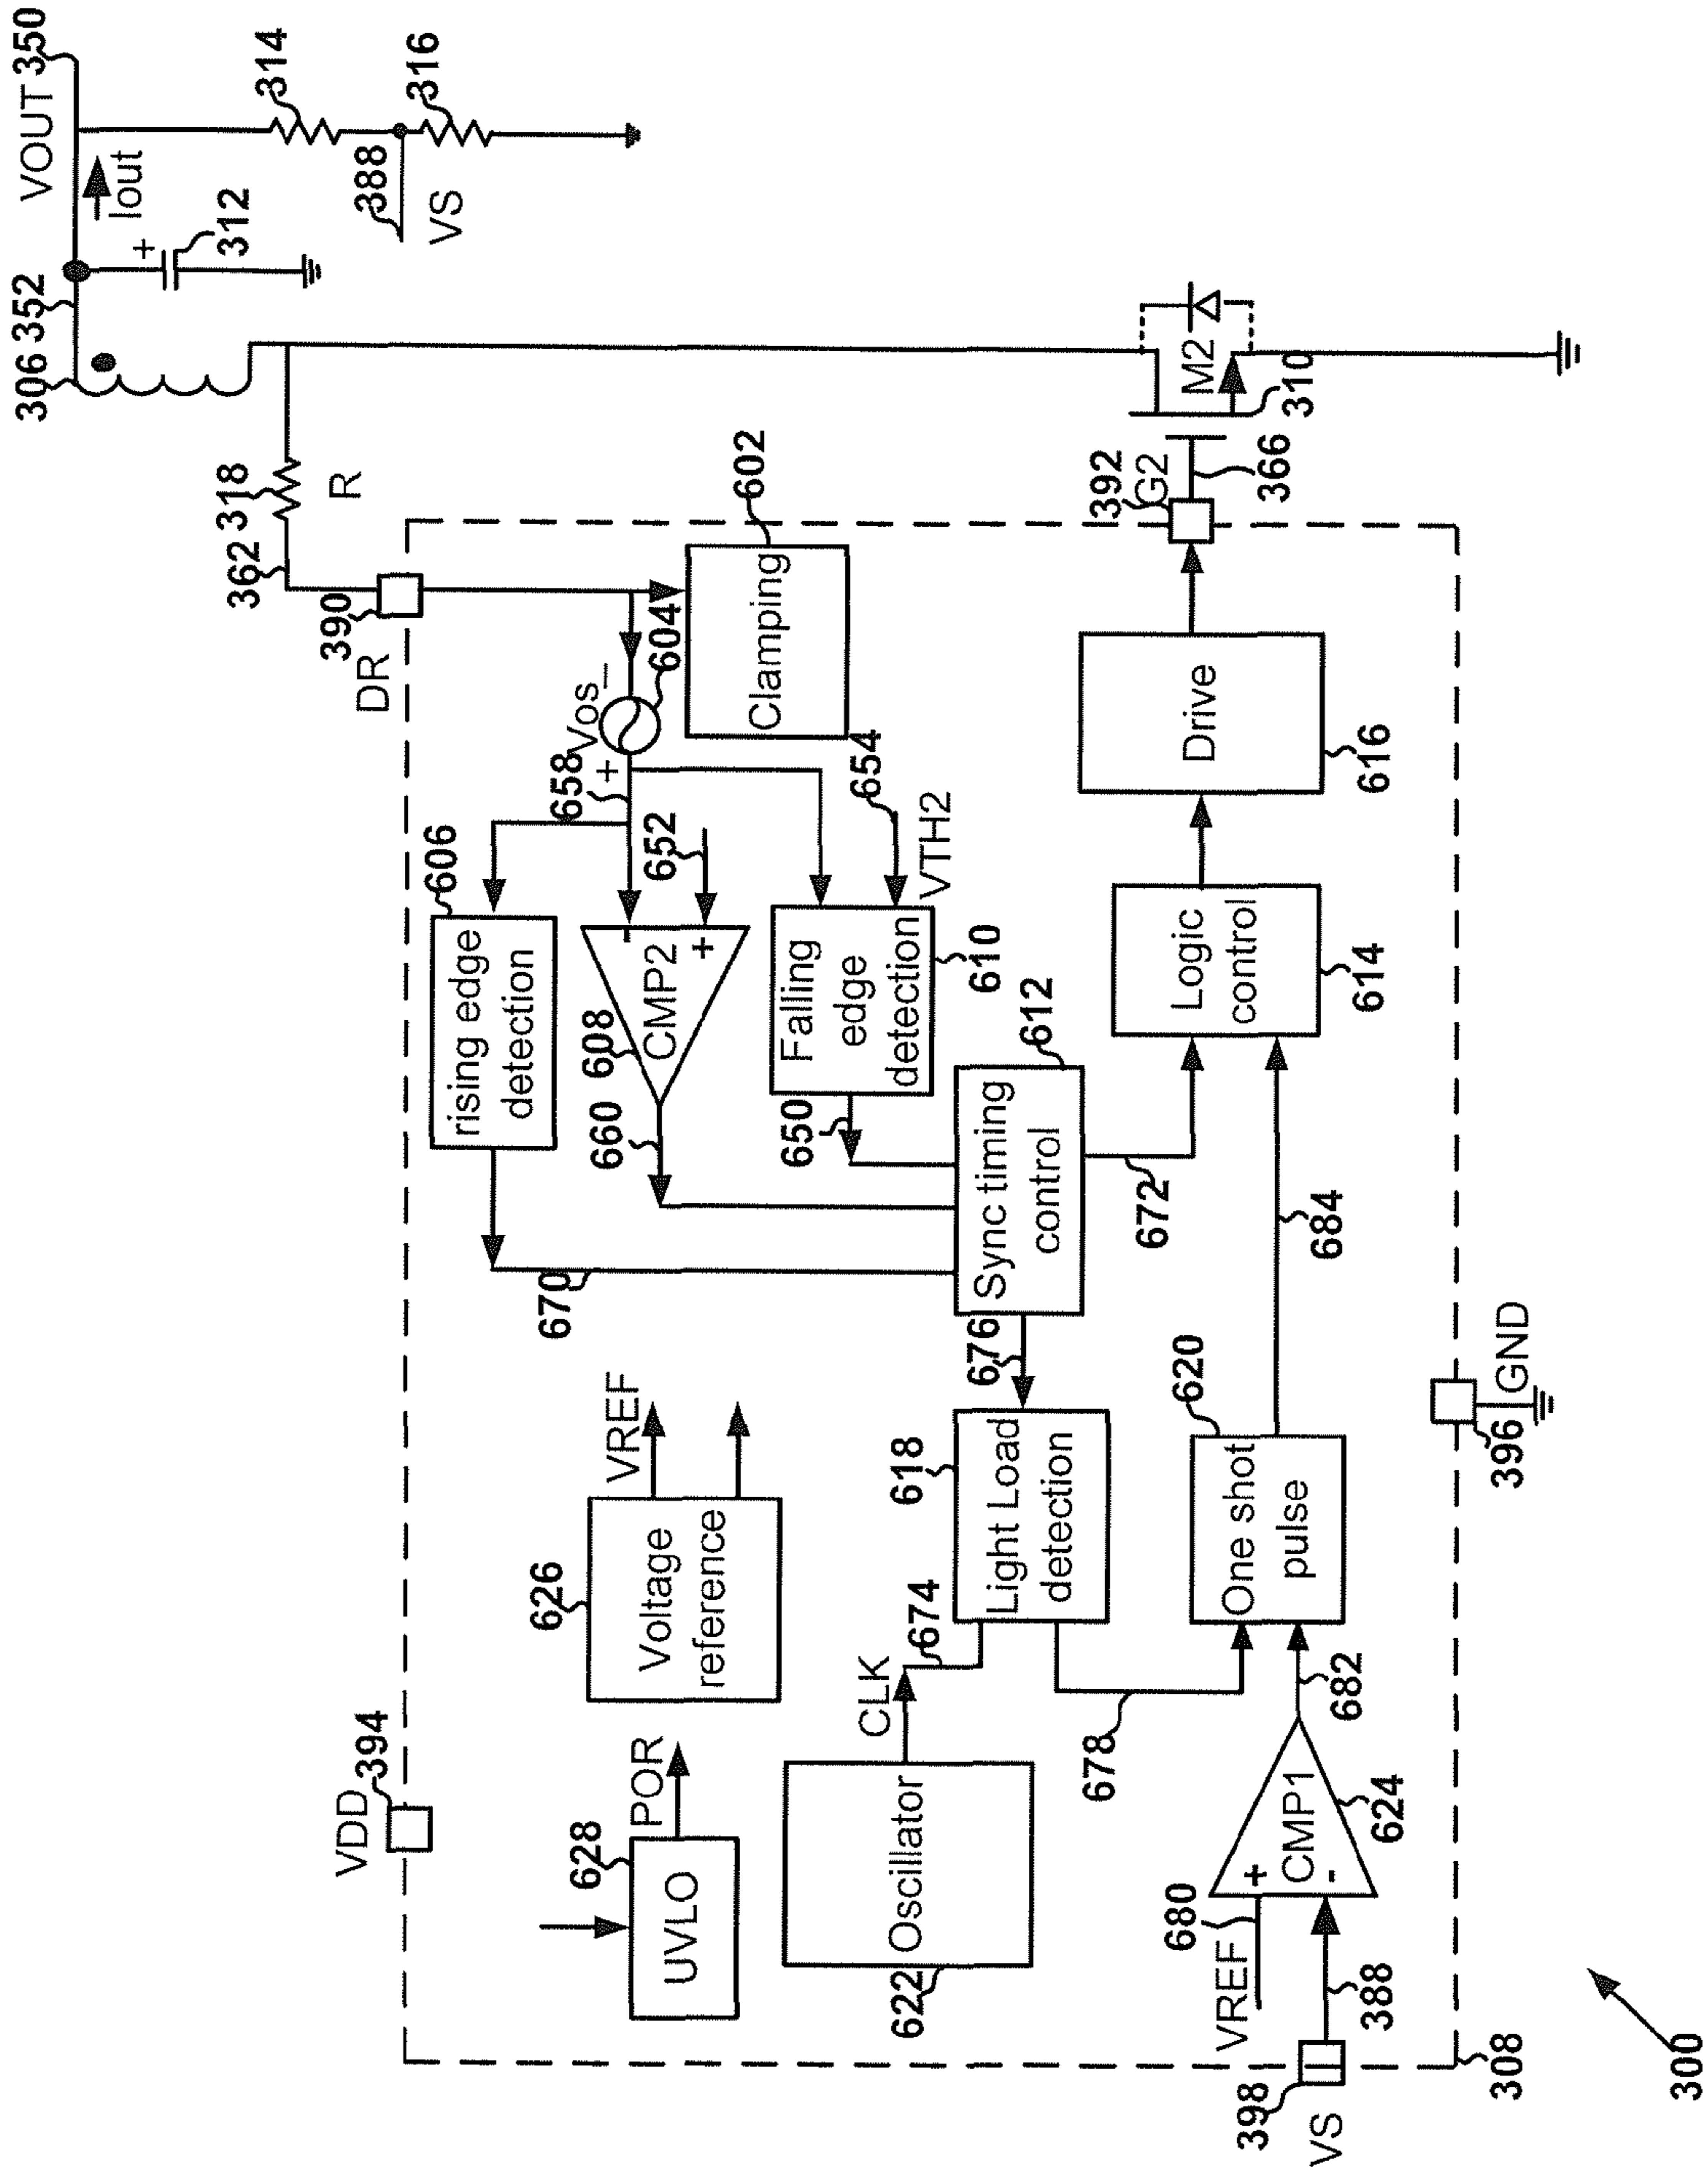 VOUT
350
Iout
352
306
+
312
314
316
388
VS
318
R
362
390
DR
602
Clamping
604
Vos
+
–
658
606
rising edge
detection
652
-
+
CMP2
608
660
654
VTH2
Falling
edge
detection
610
650
670
612
Sync timing
control
672
676
Logic
control
614
Drive
616
392
G2
366
M2
310
684
VREF
626
Voltage
reference
618
Light Load
detection
674
CLK
678
620
One shot
pulse
682
396
GND
VDD
394
628
UVLO
POR
Oscillator
622
680
VREF
+
-
CMP1
624
388
398
VS
308
300